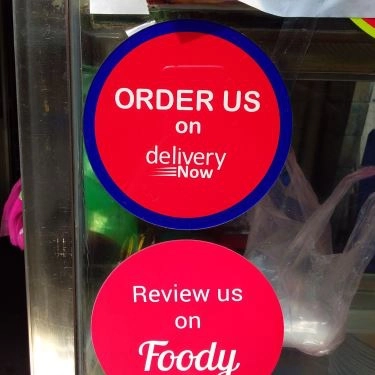 ORDER US
on
delivery
Now
Review us
on
Foody